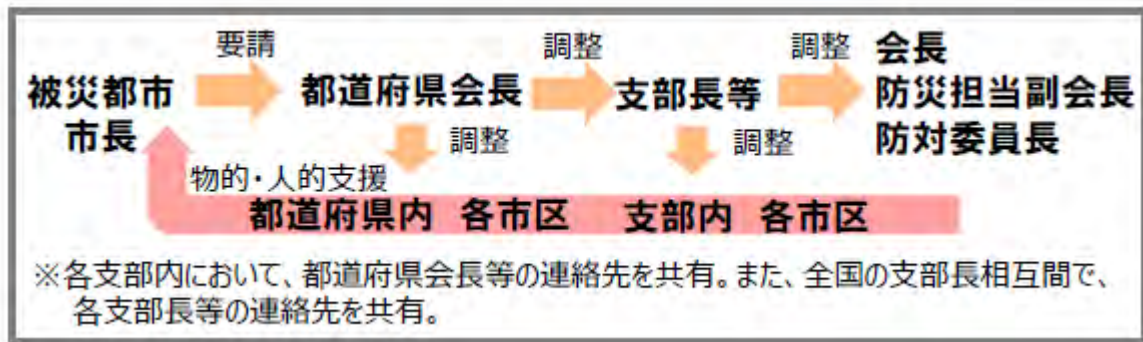 要請
調整
調整
被災都市
市長
都道府県会長
支部長等
会長
防災担当副会長
防対委員長
調整
調整
物的・人的支援
都道府県内 各市区 支部内 各市区
※各支部内において、都道府県会長等の連絡先を共有。また、全国の支部長相互間で、
各支部長等の連絡先を共有。